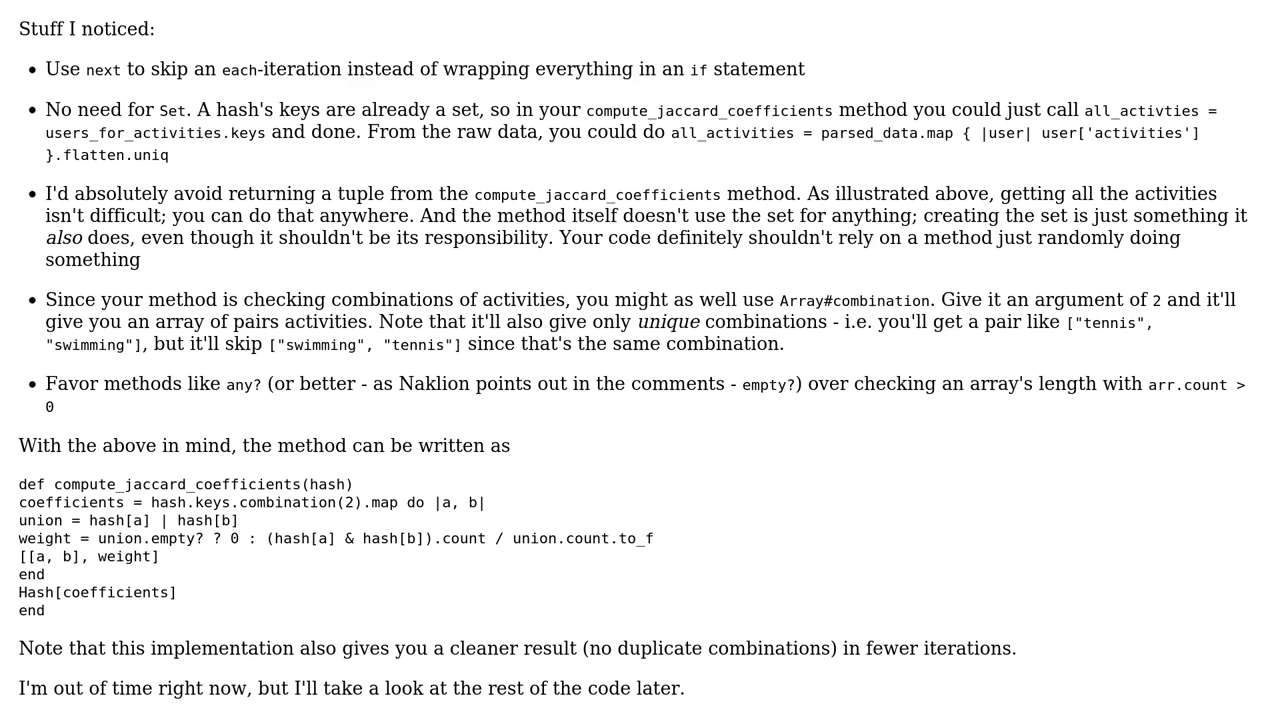 Stuff I noticed:
Use next to skip an each-iteration instead of wrapping everything in an if statement
No need for Set. A hash's keys are already a set, so in your compute_jaccard_coefficients method you could just call all_activties =
users_for_activities.keys and done. From the raw data, you could do all_activities = parsed_data.map { |user| user['activities']
}.flatten.uniq
I'd absolutely avoid returning a tuple from the compute_jaccard_coefficients method. As illustrated above, getting all the activities
isn't difficult; you can do that anywhere. And the method itself doesn't use the set for anything; creating the set is just something it
also does, even though it shouldn't be its responsibility. Your code definitely shouldn't rely on a method just randomly doing
something
Since your method is checking combinations of activities, you might as well use Array#combination. Give it an argument of 2 and it'll
give you an array of pairs activities. Note that it'll also give only unique combinations - i.e. you'll get a pair like ["tennis",
"swimming"], but it'll skip ["swimming", "tennis"] since that's the same combination.
Favor methods like any? (or better - as Naklion points out in the comments - empty?) over checking an array's length with arr.count >
0
With the above in mind, the method can be written as
def compute_jaccard_coefficients(hash)
coefficients = hash.keys.combination(2).map do |a, b|
union = hash[a] | hash[b]
weight = union.empty? ? 0 : (hash[a] & hash[b]).count / union.count.to_f
[[a, b], weight]
end
Hash[coefficients]
end
Note that this implementation also gives you a cleaner result (no duplicate combinations) in fewer iterations.
I'm out of time right now, but I'll take a look at the rest of the code later.